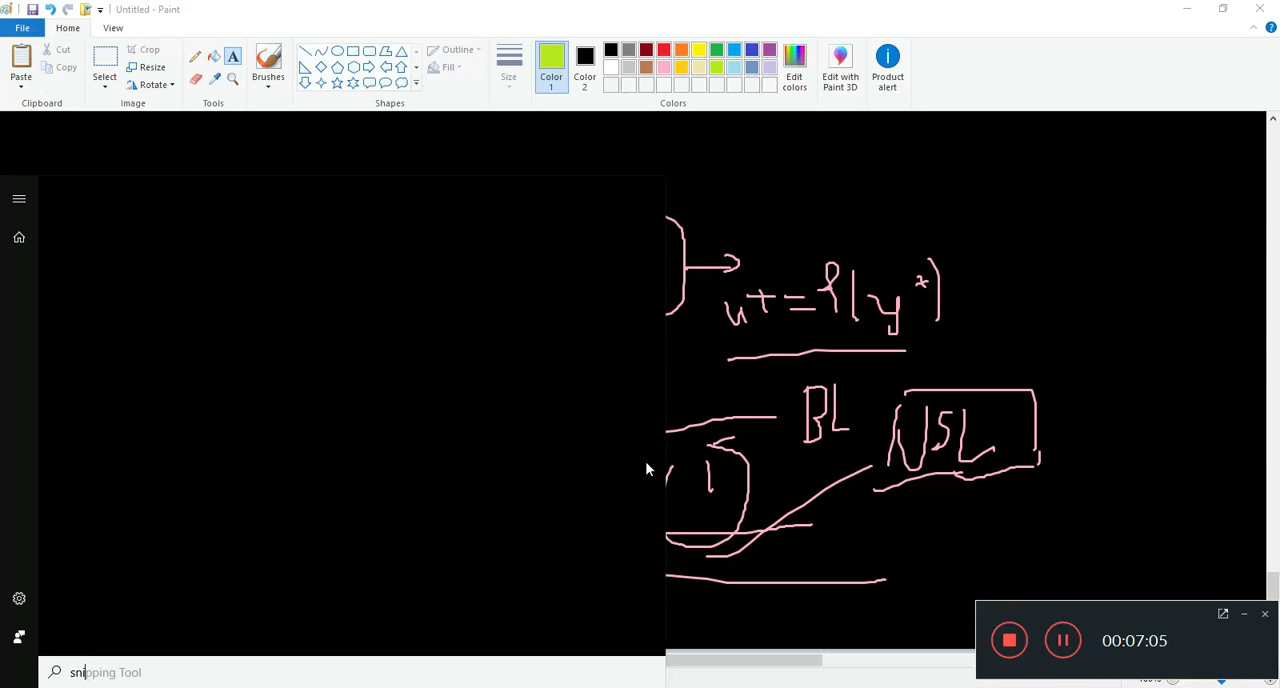 Untitled - Paint
File Home View
Paste
Cut
Copy
Clipboard
Select
Crop
Resize
Rotate
Image
A
Tools
Brushes
Outline
Fill
Shapes
Size
Color 1
Color 2
Edit colors
Colors
Edit with Paint 3D
Product alert
u+ = f(y+)
BL
VSL
1
00:07:05
snipping Tool